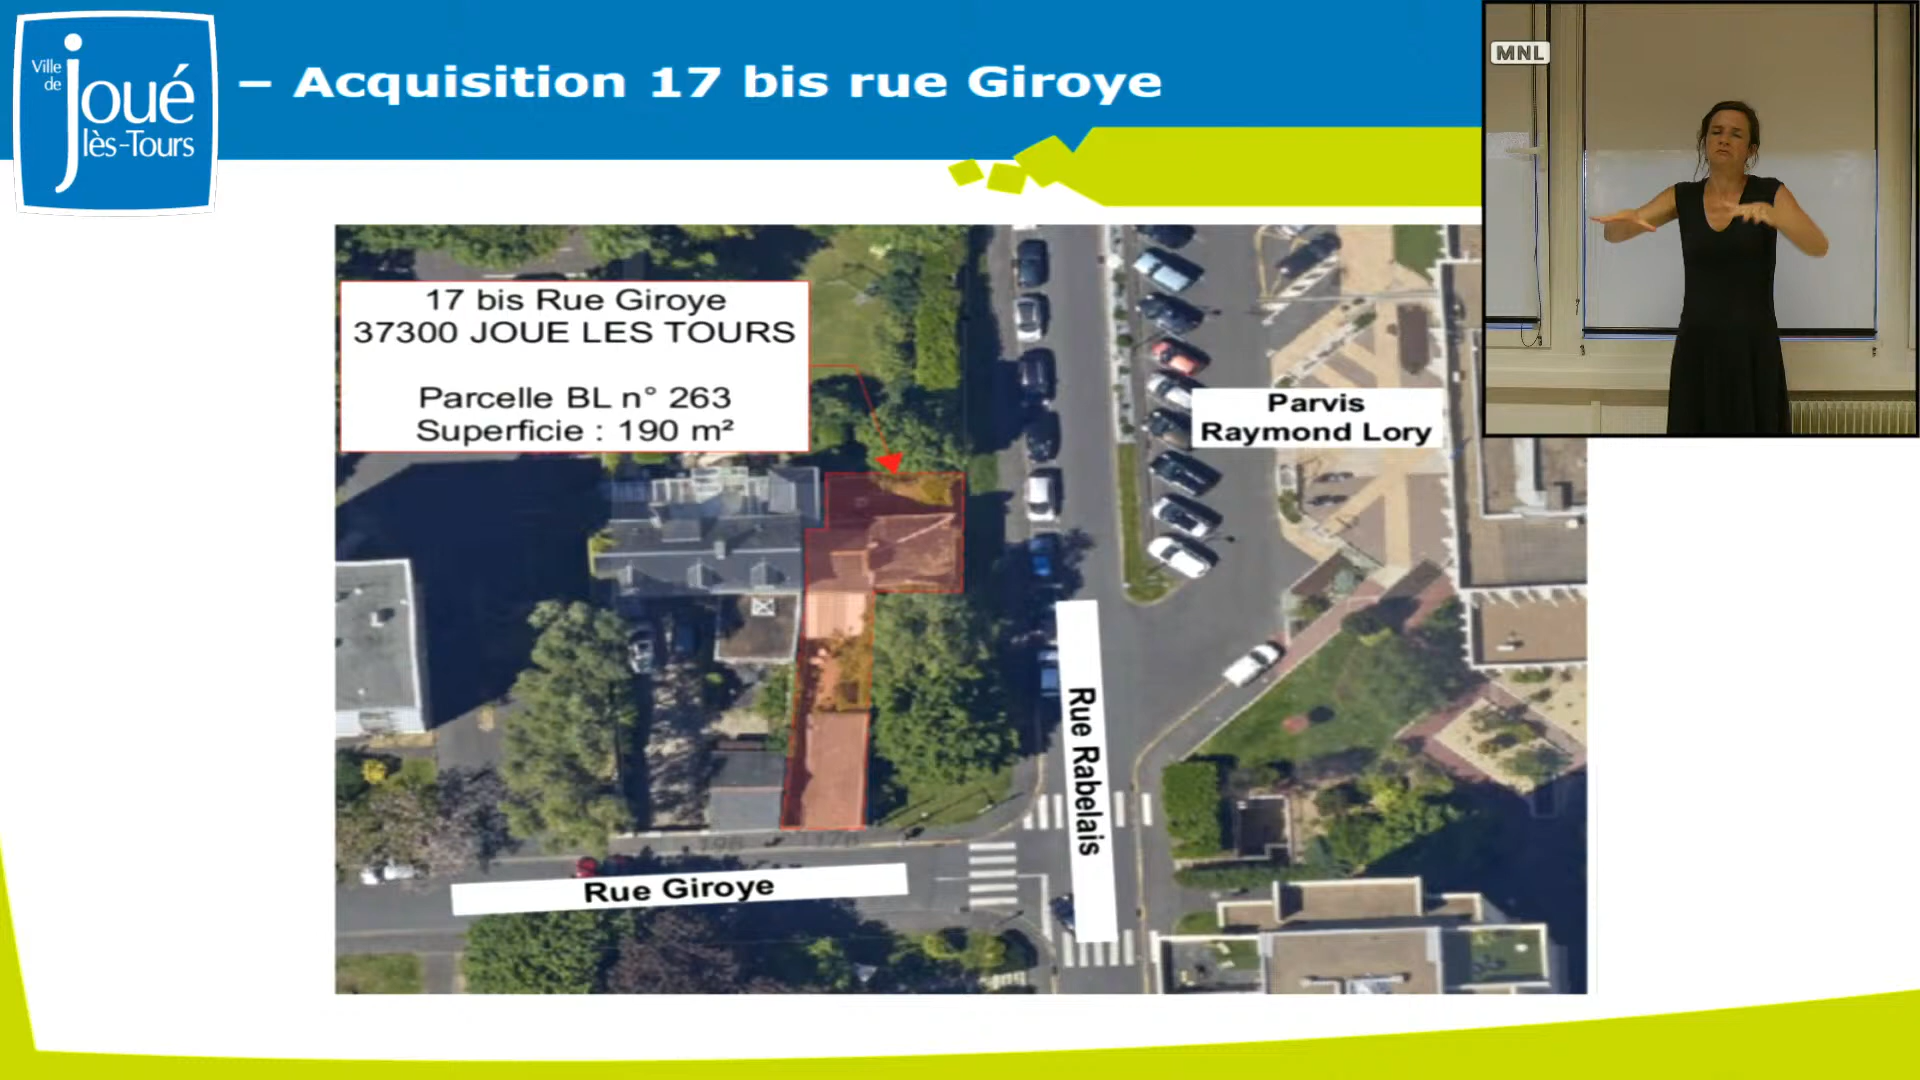 Ville
de
joué
lès-Tours
– Acquisition 17 bis rue Giroye
MNL
17 bis Rue Giroye
37300 JOUE LES TOURS
Parcelle BL n° 263
Superficie : 190 m²
Parvis
Raymond Lory
Rue Rabelais
Rue Giroye